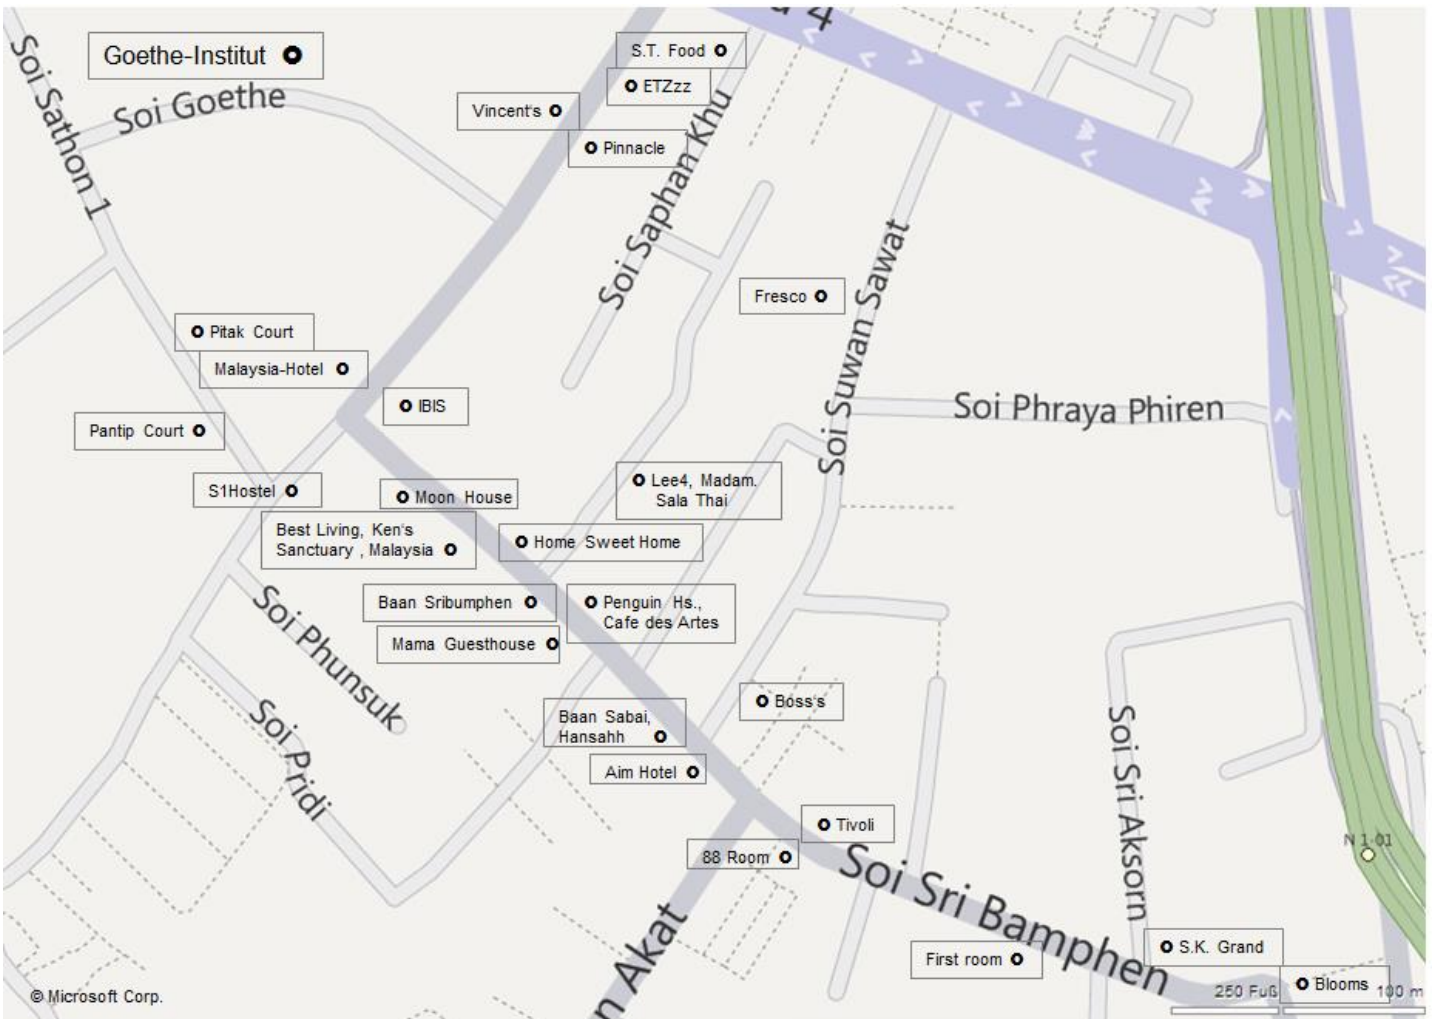 u 4
Goethe-Institut
S.T. Food
ETZzz
Soi Sathon 1
Soi Goethe
Vincent's
Pinnacle
Soi Saphan Khu
Soi Suwan Sawat
Fresco
Pitak Court
Malaysia-Hotel
IBIS
Soi Phraya Phiren
Pantip Court
S1Hostel
Moon House
Lee4, Madam.
Sala Thai
Best Living, Ken's
Sanctuary , Malaysia
Home Sweet Home
Baan Sribumphen
Penguin Hs.,
Cafe des Artes
Mama Guesthouse
Soi Phunsuk
Boss's
Baan Sabai,
Hansahh
Soi Pridi
Aim Hotel
Soi Sri Aksorn
Tivoli
88 Room
N 1-01
Soi Sri Bamphen
n Akat
First room
S.K. Grand
Blooms
© Microsoft Corp.
250 Fuß
100 m